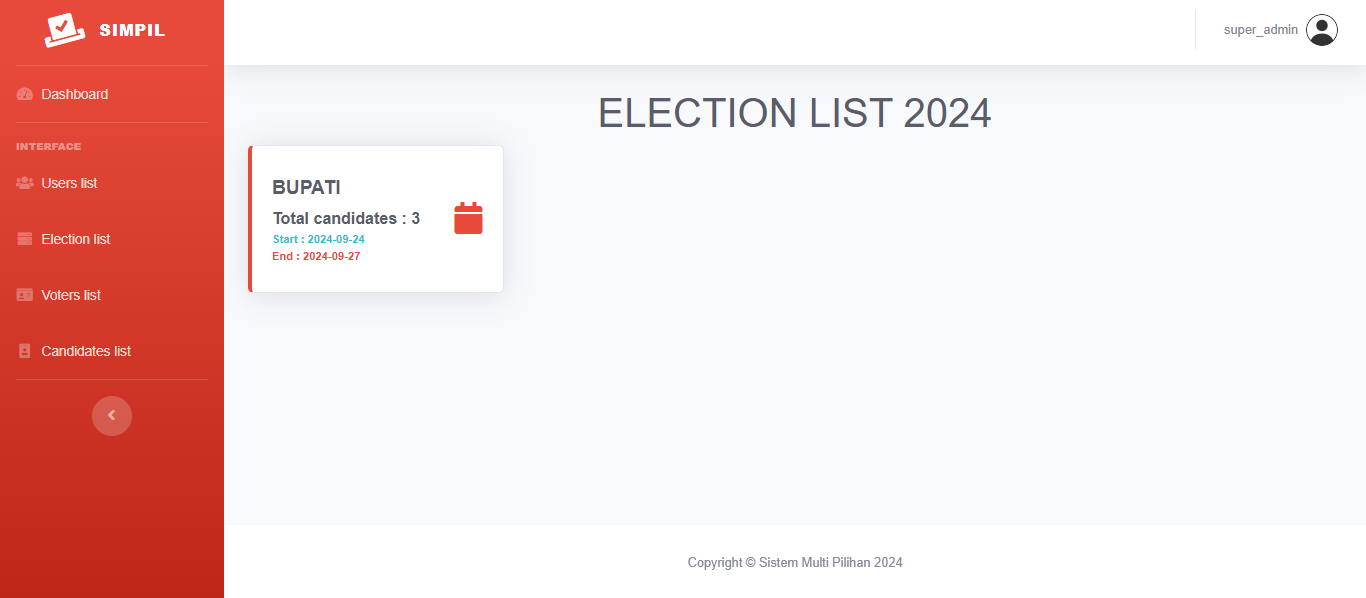 SIMPIL
super_admin
Dashboard
INTERFACE
Users list
Election list
Voters list
Candidates list
ELECTION LIST 2024
BUPATI
Total candidates : 3
Start : 2024-09-24
End : 2024-09-27
Copyright © Sistem Multi Pilihan 2024